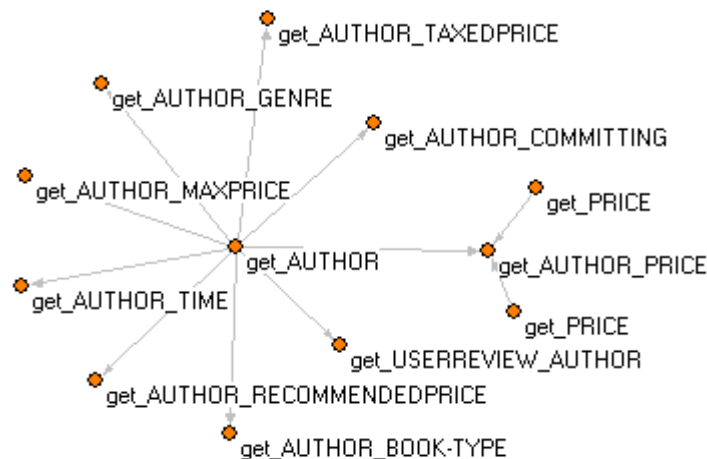 get_AUTHOR_TAXEDPRICE
get_AUTHOR_GENRE
get_AUTHOR_COMMITTING
get_AUTHOR_MAXPRICE
get_PRICE
get_AUTHOR
get_AUTHOR_PRICE
get_AUTHOR_TIME
get_PRICE
get_USERREVIEW_AUTHOR
get_AUTHOR_RECOMMENDEDPRICE
get_AUTHOR_BOOK-TYPE